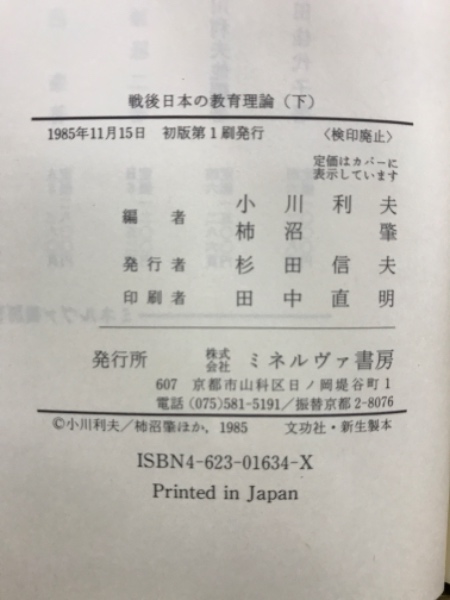 戦後日本の教育理論（下）
1985年11月15日　初版第1刷発行　〈検印廃止〉
定価はカバーに
表示しています
編者　小川利夫
柿沼肇
発行者　杉田信夫
印刷者　田中直明
発行所　株式会社　ミネルヴァ書房
607　京都市山科区日ノ岡堤谷町1
電話(075)581-5191／振替京都2-8076
©小川利夫／柿沼肇ほか，1985　文功社・新生製本
ISBN4-623-01634-X
Printed in Japan